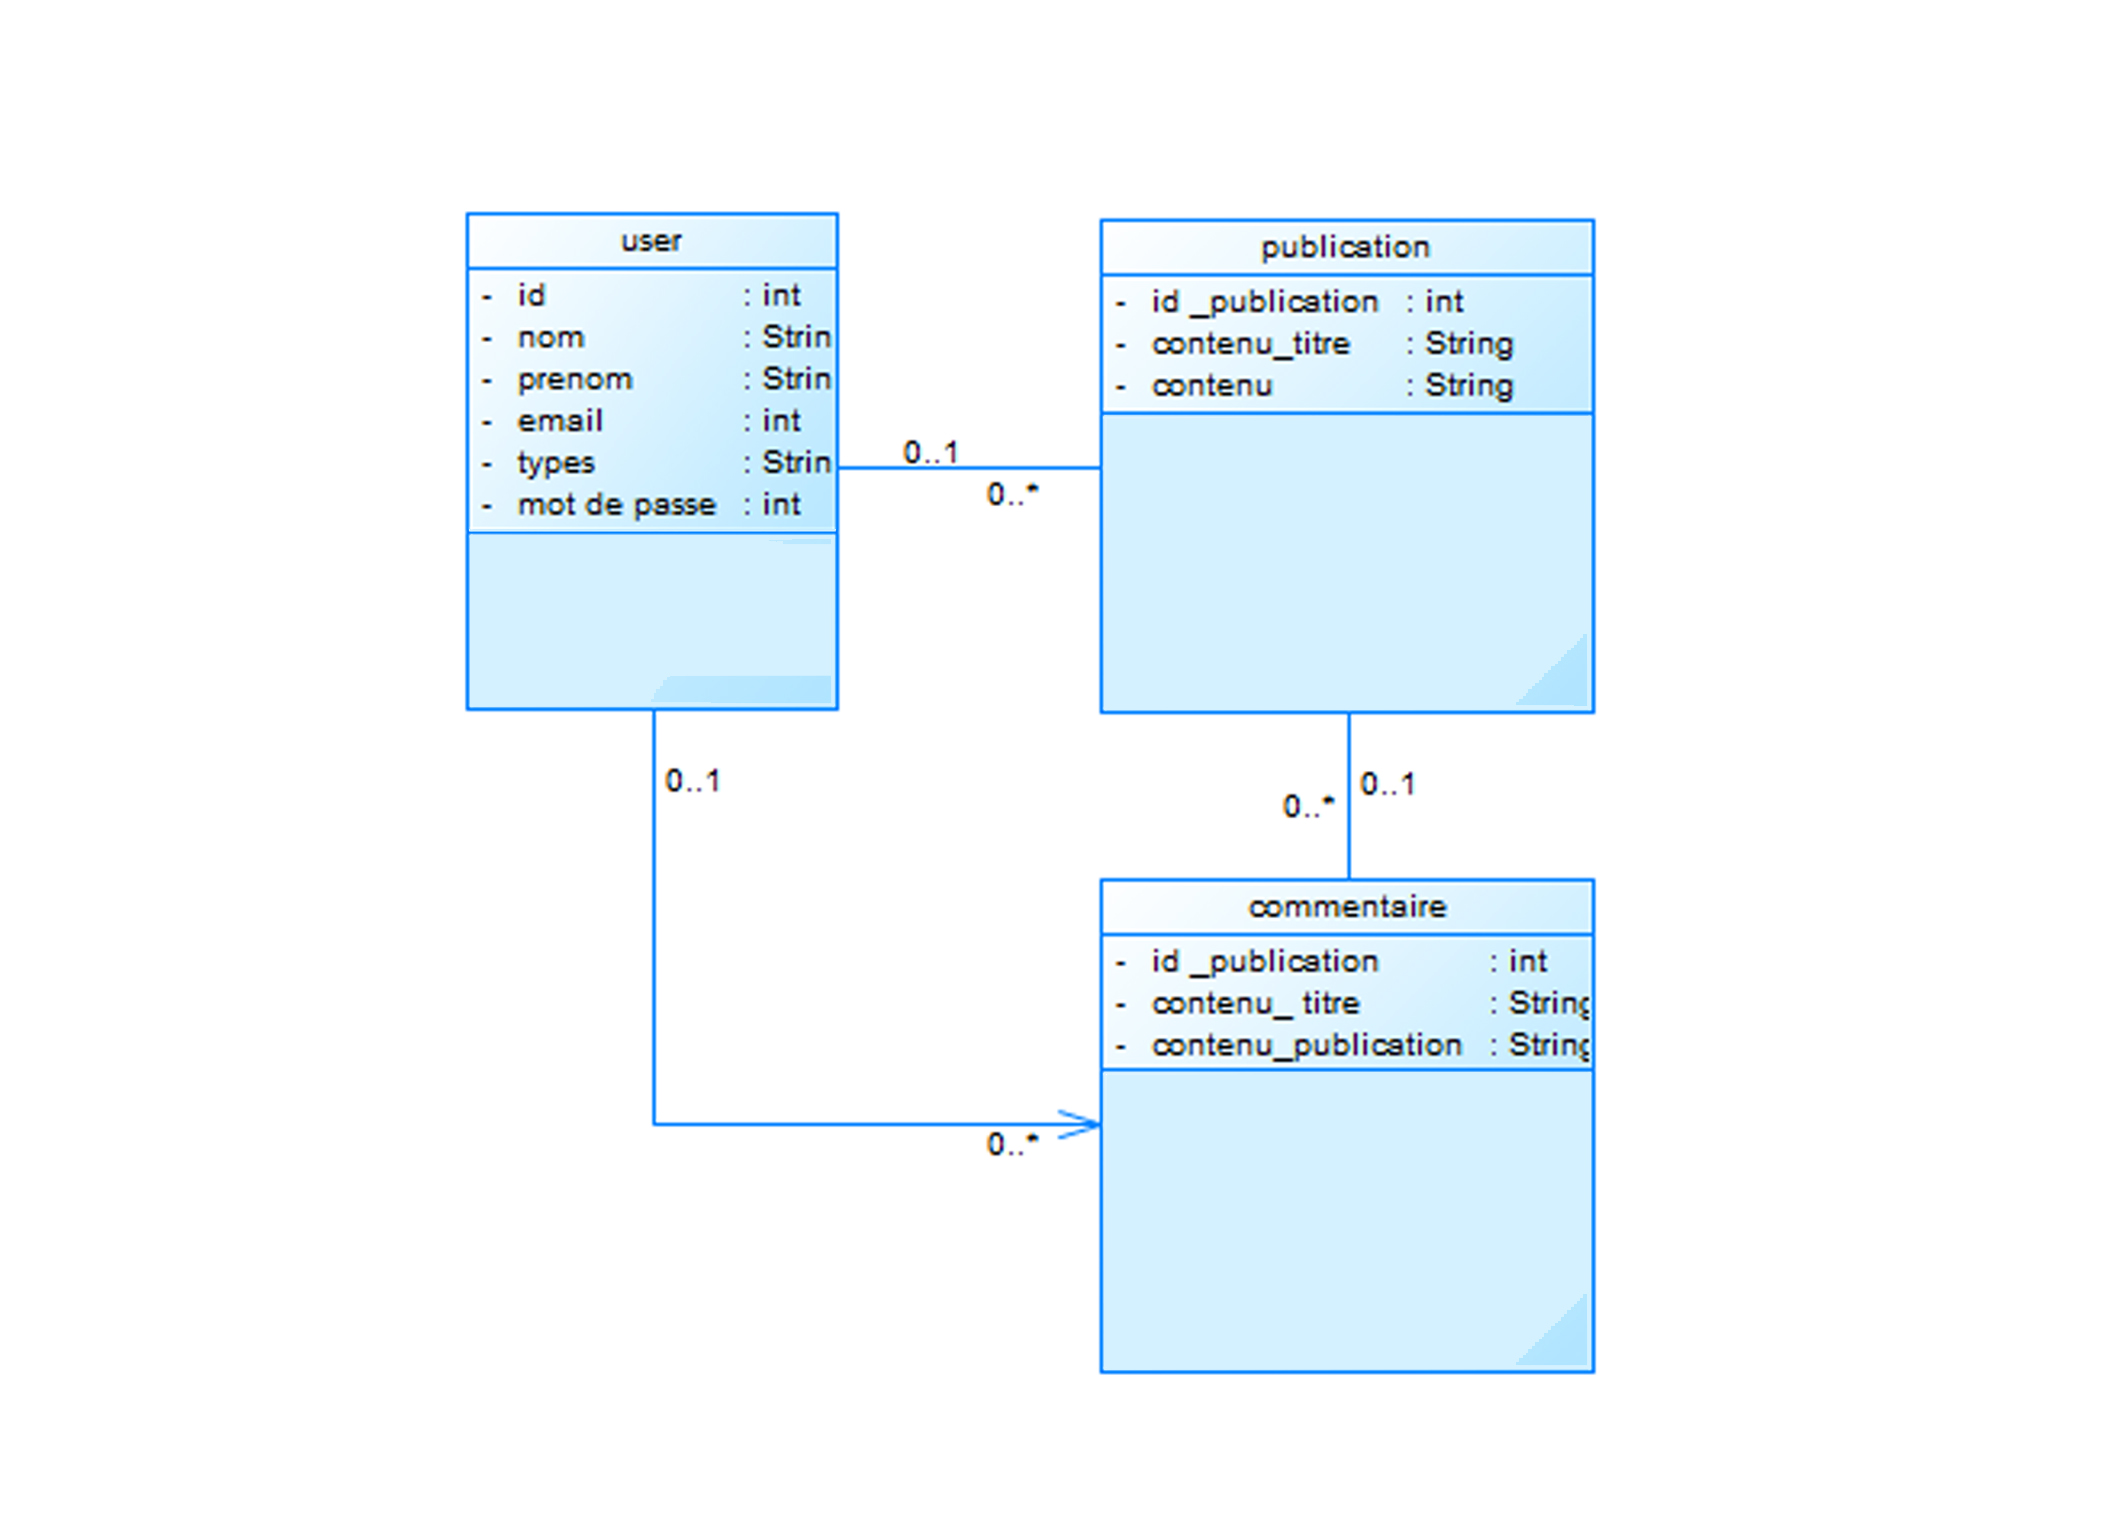 user
- id : int
- nom : Strin
- prenom : Strin
- email : int
- types : Strin
- mot de passe : int
publication
- id _publication : int
- contenu_titre : String
- contenu : String
0..1
0..*
0..1
0..*
0..1
commentaire
- id _publication : int
- contenu_ titre : String
- contenu_publication : String
0..*